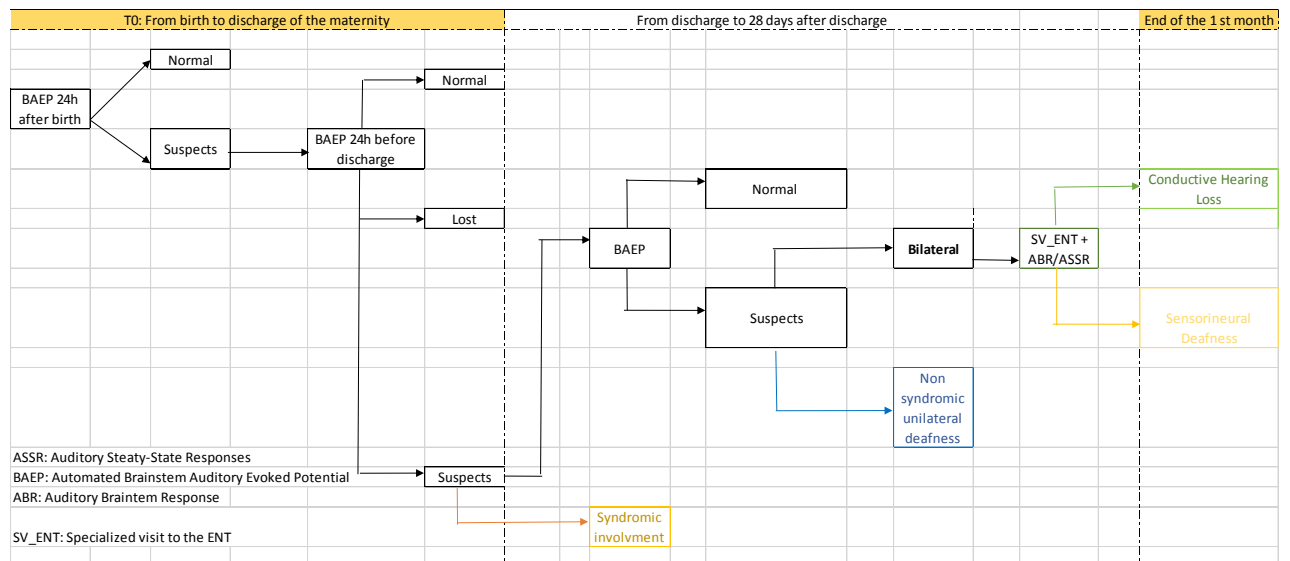 T0: From birth to discharge of the maternity
From discharge to 28 days after discharge
End of the 1 st month
Normal
BAEP 24h
after birth
Suspects
Normal
BAEP 24h before
discharge
Lost
Suspects
BAEP
Normal
Suspects
Bilateral
Non
syndromic
unilateral
deafness
SV_ENT +
ABR/ASSR
Conductive Hearing
Loss
Sensorineural
Deafness
Syndromic
involvment
ASSR: Auditory Steaty-State Responses
BAEP: Automated Brainstem Auditory Evoked Potential
ABR: Auditory Braintem Response
SV_ENT: Specialized visit to the ENT